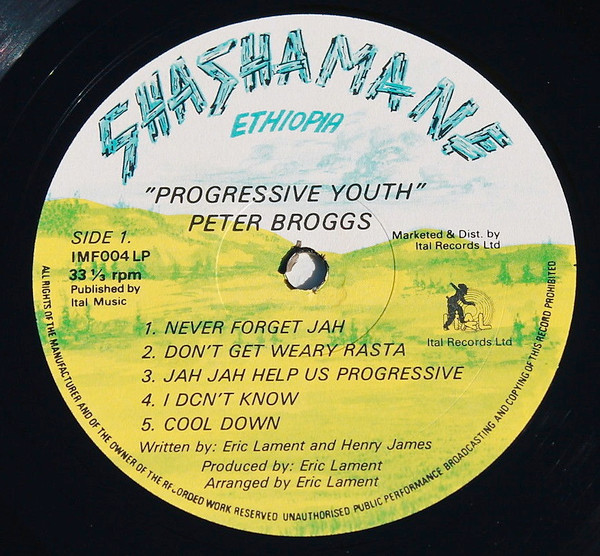 SHASHAMANE
ETHIOPIA
"PROGRESSIVE YOUTH"
PETER BROGGS
SIDE 1.
IMF004 LP
33 ⅓ rpm
Published by
Ital Music
Marketed & Dist. by
Ital Records Ltd
ITAL
Ital Records Ltd
1. NEVER FORGET JAH
2. DON'T GET WEARY RASTA
3. JAH JAH HELP US PROGRESSIVE
4. I DCN'T KNOW
5. COOL DOWN
Written by: Eric Lament and Henry James
Produced by: Eric Lament
Arranged by Eric Lament
ALL RIGHTS OF THE MANUFACTURER AND OF THE OWNER OF THE RECORDED WORK RESERVED UNAUTHORISED PUBLIC PERFORMANCE BROADCASTING AND COPYING OF THIS RECORD PROHIBITED